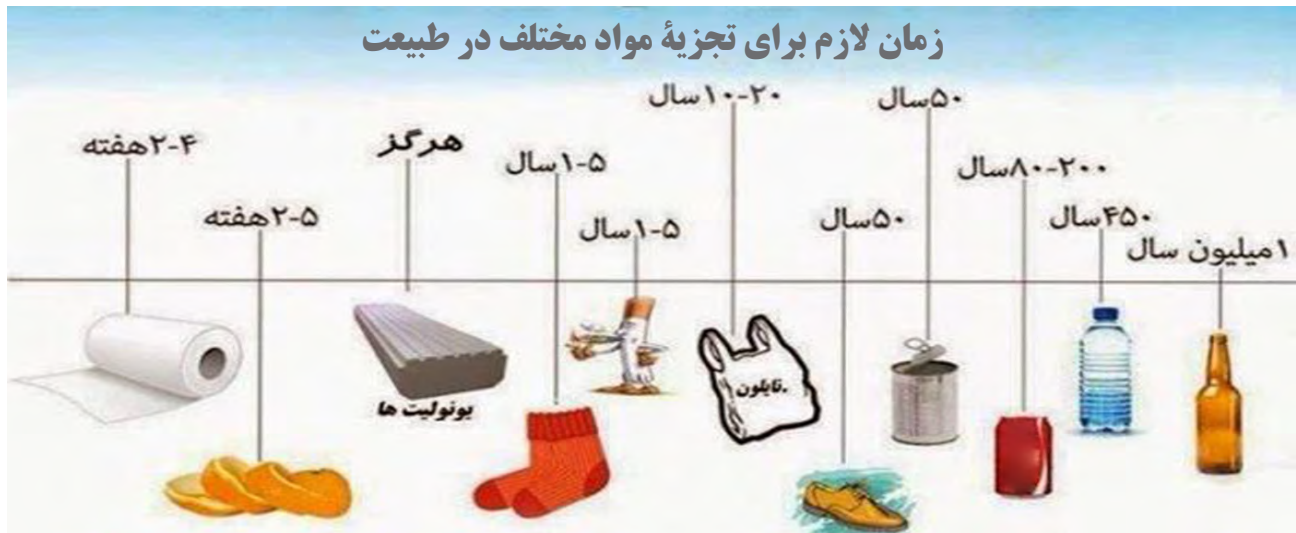 زمان لازم برای تجزیهٔ مواد مختلف در طبیعت
۲-۴هفته
۲-۵هفته
هرگز
۱-۵سال
۱-۵سال
۱۰-۲۰سال
۵۰سال
۵۰سال
۸۰-۲۰۰سال
۴۵۰سال
۱میلیون سال
یونولیت ها
نایلون